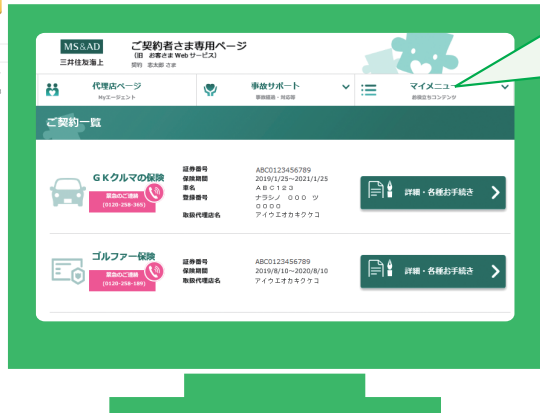 MS&AD
三井住友海上
ご契約者さま専用ページ
(旧 お客さまWebサービス)
契約 志太郎 さま
代理店ページ
Myエージェント
事故サポート
事故経過・対応等
マイメニュー
お役立ちコンテンツ
ご契約一覧
GKクルマの保険
緊急のご連絡
(0120-258-365)
証券番号 ABC0123456789
保険期間 2019/1/25~2021/1/25
車名 ABC123
登録番号 ナラシノ 000 ツ
0000
取扱代理店名 アイウエオカキクケコ
詳細・各種お手続き
ゴルファー保険
緊急のご連絡
(0120-258-189)
証券番号 ABC0123456789
保険期間 2019/8/10~2020/8/10
取扱代理店名 アイウエオカキクケコ
詳細・各種お手続き